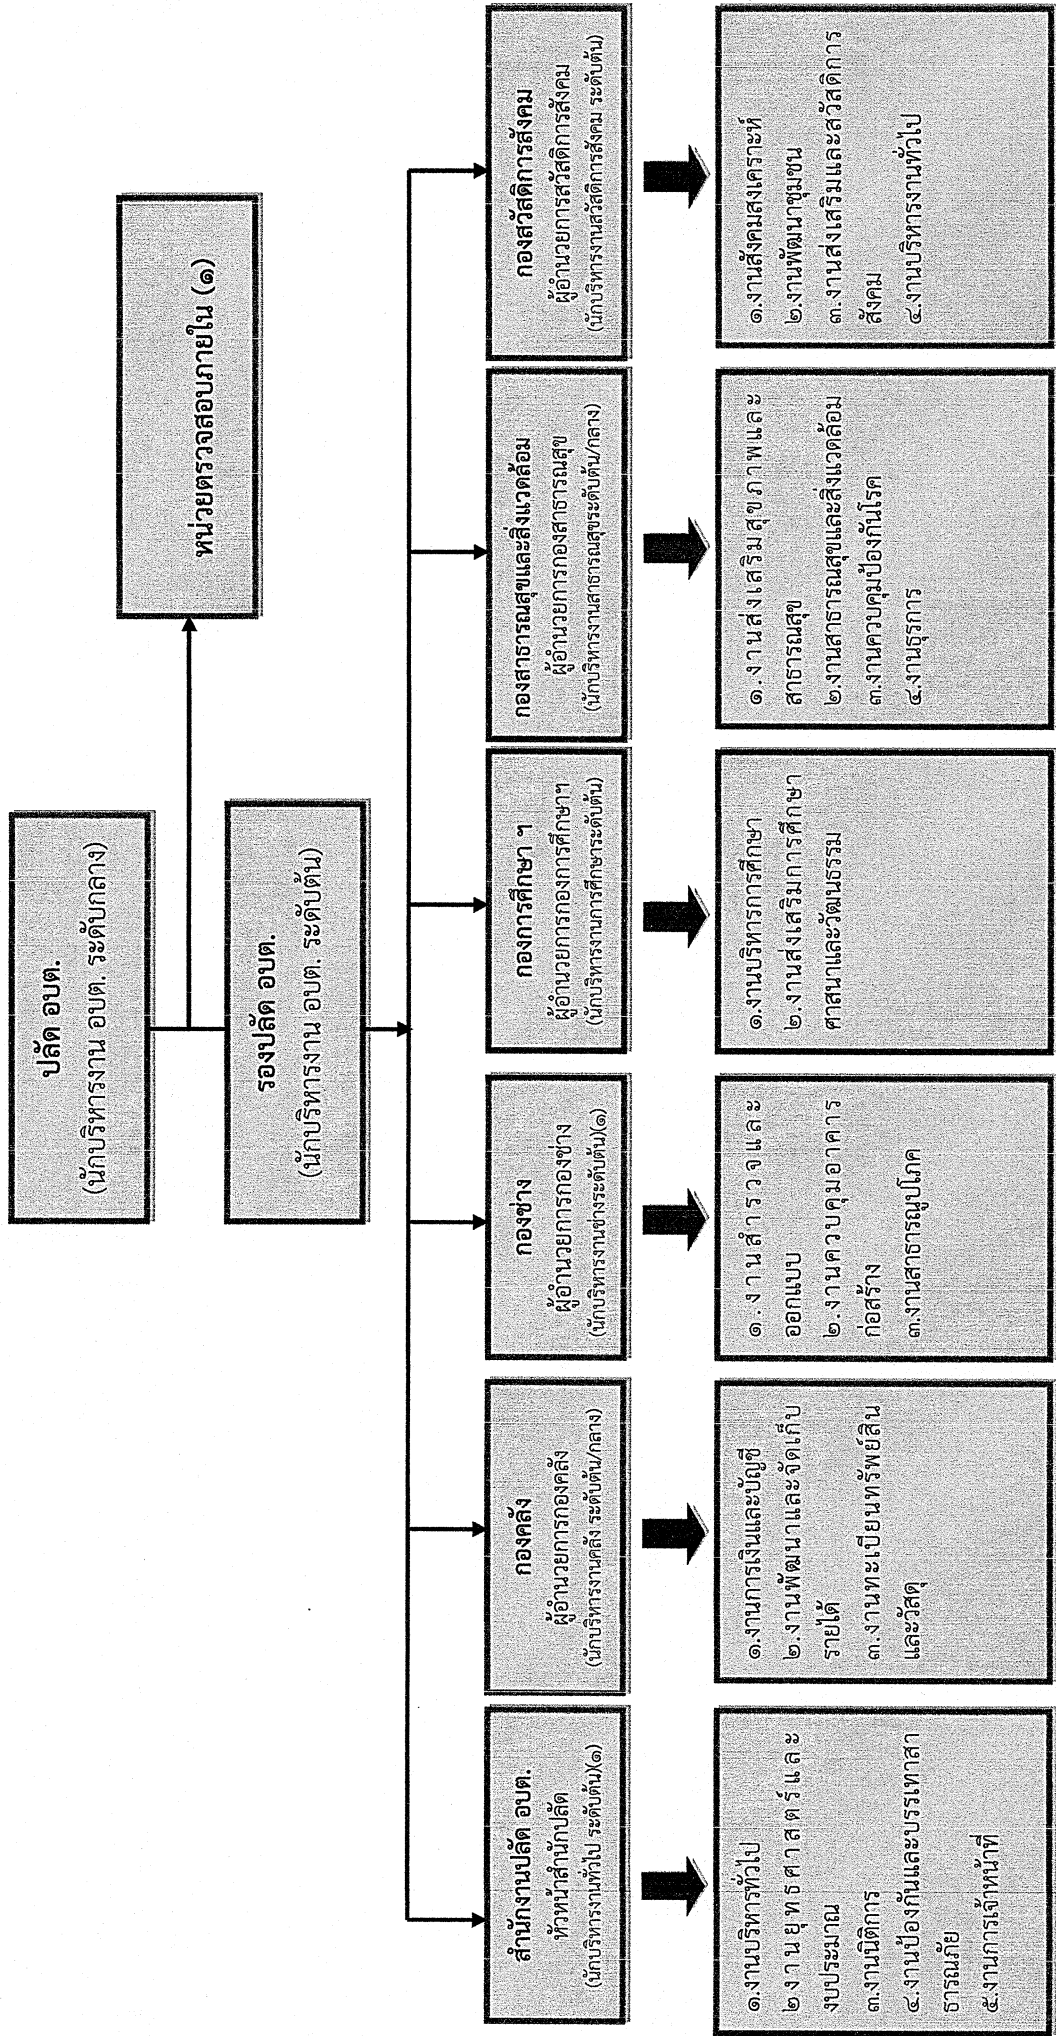 ปลัด อบต.
(นักบริหารงาน อบต. ระดับกลาง)
หน่วยตรวจสอบภายใน (๑)
รองปลัด อบต.
(นักบริหารงาน อบต. ระดับต้น)
สำนักงานปลัด อบต.
หัวหน้าสำนักปลัด
(นักบริหารงานทั่วไป ระดับต้น)(๑)
กองคลัง
ผู้อำนวยการกองคลัง
(นักบริหารงานคลัง ระดับต้น/กลาง)
กองช่าง
ผู้อำนวยการกองช่าง
(นักบริหารงานช่างระดับต้น)(๑)
กองการศึกษา ฯ
ผู้อำนวยการกองการศึกษาฯ
(นักบริหารงานการศึกษาระดับต้น)
กองสาธารณสุขและสิ่งแวดล้อม
ผู้อำนวยการกองสาธารณสุข
(นักบริหารงานสาธารณสุขระดับต้น/กลาง)
กองสวัสดิการสังคม
ผู้อำนวยการสวัสดิการสังคม
(นักบริหารงานสวัสดิการสังคม ระดับต้น)
๑.งานบริหารทั่วไป
๒.งานยุทธศาสตร์และ
งบประมาณ
๓.งานนิติการ
๔.งานป้องกันและบรรเทาสา
ธารณภัย
๕.งานการเจ้าหน้าที่
๑.งานการเงินและบัญชี
๒.งานพัฒนาและจัดเก็บ
รายได้
๓.งานทะเบียนทรัพย์สิน
และวัสดุ
๑.งานสำรวจและ
ออกแบบ
๒.งานควบคุมอาคาร
ก่อสร้าง
๓.งานสาธารณูปโภค
๑.งานบริหารการศึกษา
๒.งานส่งเสริมการศึกษา
ศาสนาและวัฒนธรรม
๑.งานส่งเสริมสุขภาพและ
สาธารณสุข
๒.งานสาธารณสุขและสิ่งแวดล้อม
๓.งานควบคุมป้องกันโรค
๔.งานธุรการ
๑.งานสังคมสงเคราะห์
๒.งานพัฒนาชุมชน
๓.งานส่งเสริมและสวัสดิการ
สังคม
๔.งานบริหารงานทั่วไป